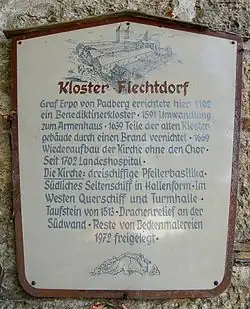 Kloster Flechtdorf
Graf Erpo von Padberg errichtete hier 1102
ein Benediktinerkloster · 1591 Umwandlung
zum Armenhaus · 1659 Teile der alten Kloster-
gebäude durch einen Brand vernichtet · 1669
Wiederaufbau der Kirche ohne den Chor ·
Seit 1702 Landeshospital ·
Die Kirche: dreischiffige Pfeilerbasilika ·
Südliches Seitenschiff in Hallenform · Im
Westen Querschiff und Turmhalle ·
Taufstein von 1513 · Drachenrelief an der
Südwand · Reste von Deckenmalereien
1972 freigelegt ·